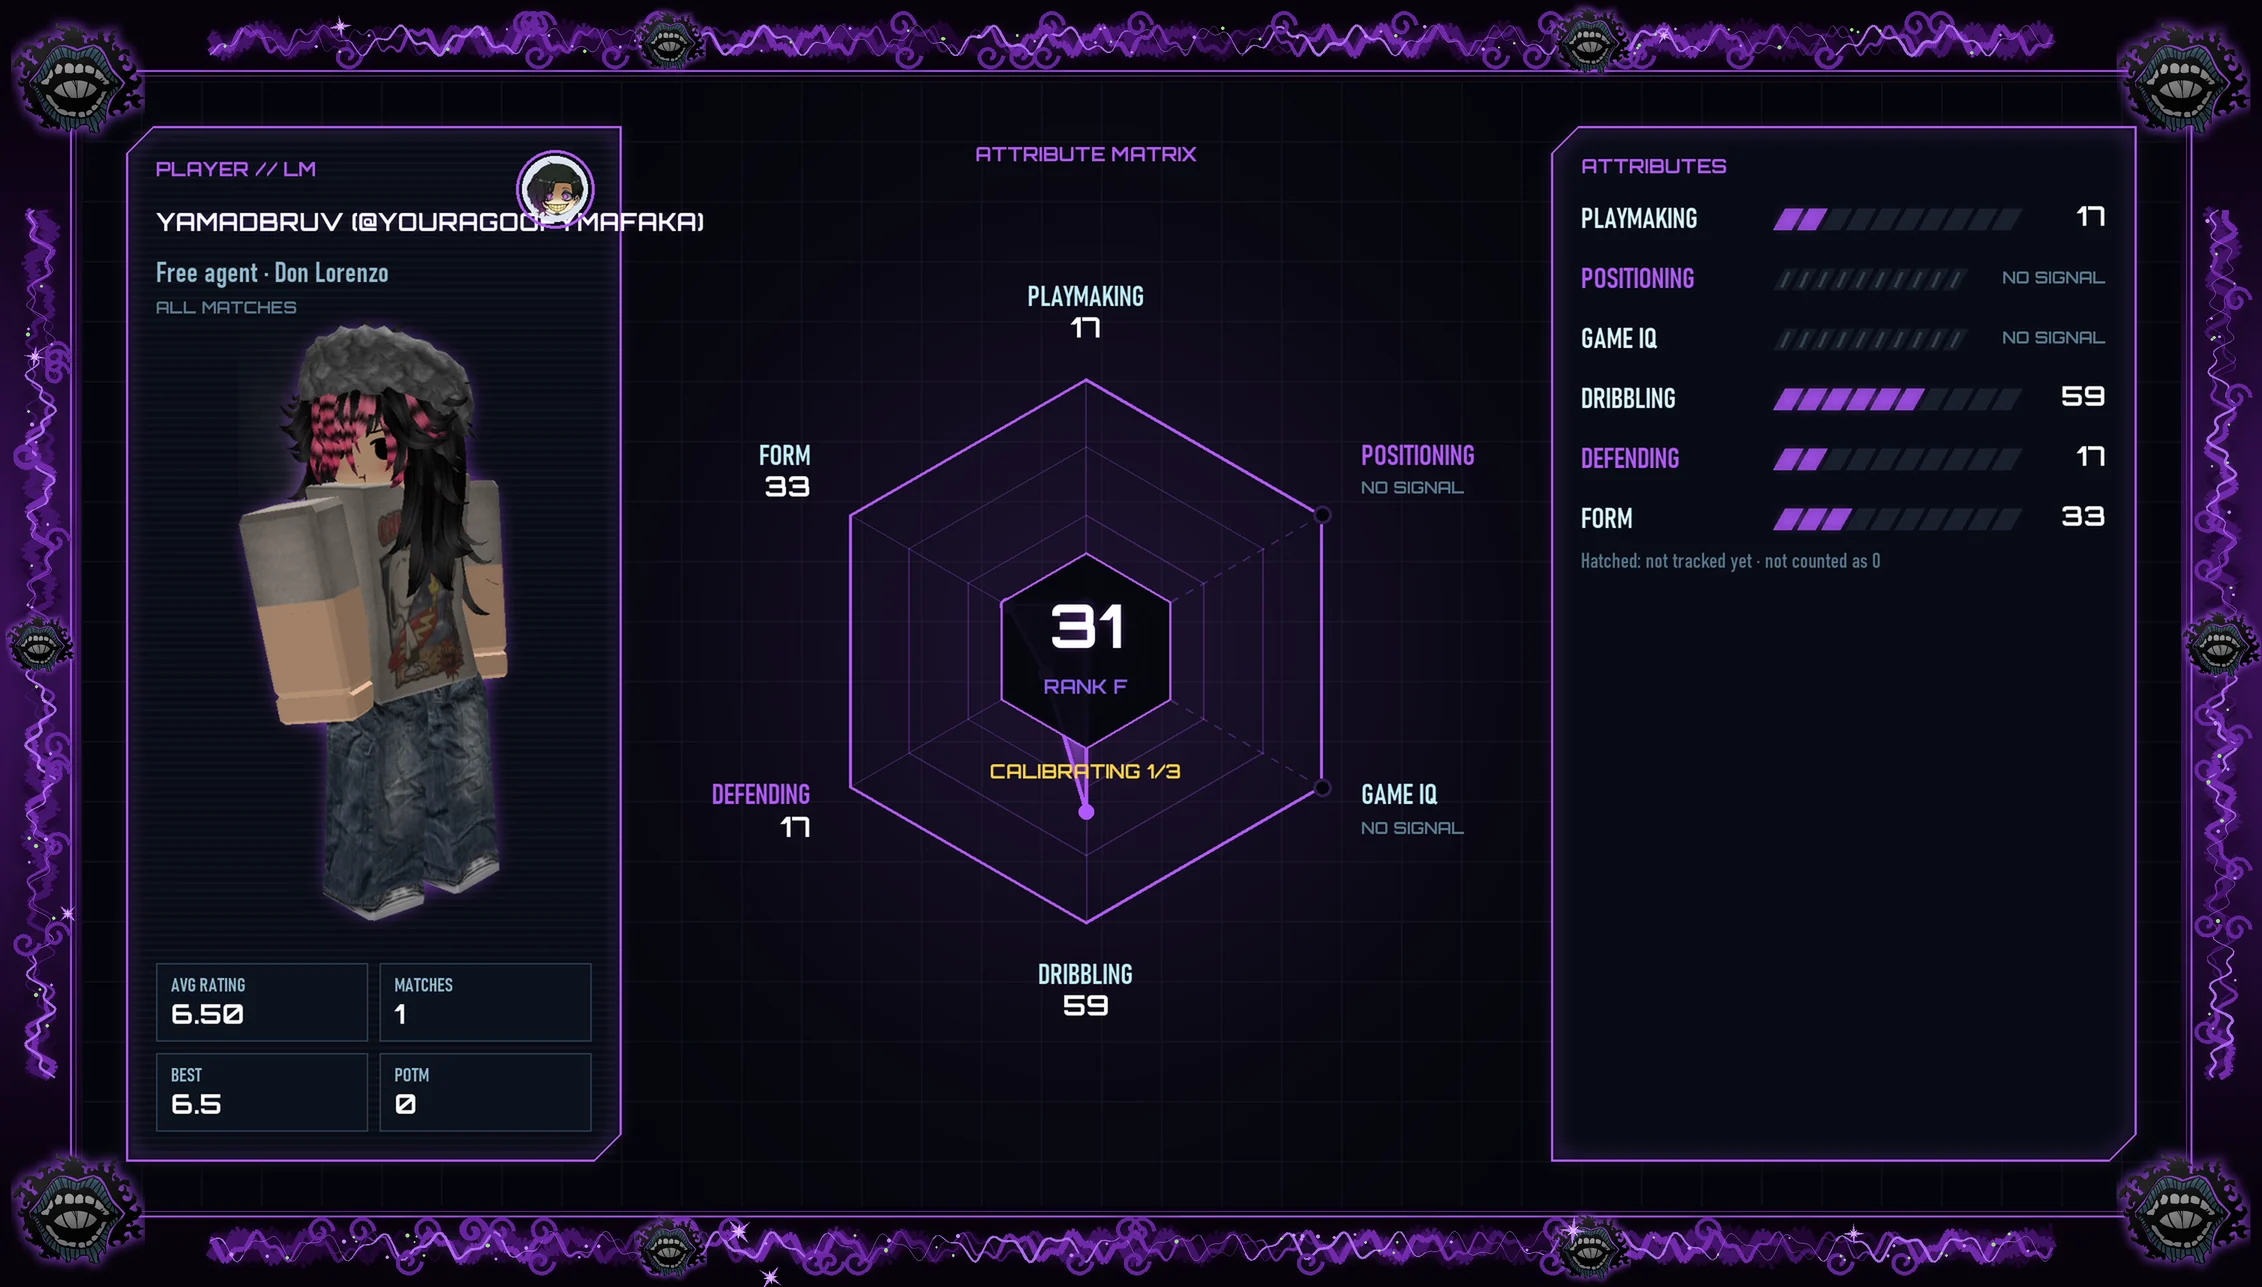 PLAYER // LM
YAMADBRUV (@YOURAGOOFYMAFAKA)
Free agent · Don Lorenzo
ALL MATCHES
AVG RATING
6.50
MATCHES
1
BEST
6.5
POTM
0
ATTRIBUTE MATRIX
PLAYMAKING
17
FORM
33
POSITIONING
NO SIGNAL
31
RANK F
CALIBRATING 1/3
DEFENDING
17
GAME IQ
NO SIGNAL
DRIBBLING
59
ATTRIBUTES
PLAYMAKING 17
POSITIONING NO SIGNAL
GAME IQ NO SIGNAL
DRIBBLING 59
DEFENDING 17
FORM 33
Hatched: not tracked yet · not counted as 0